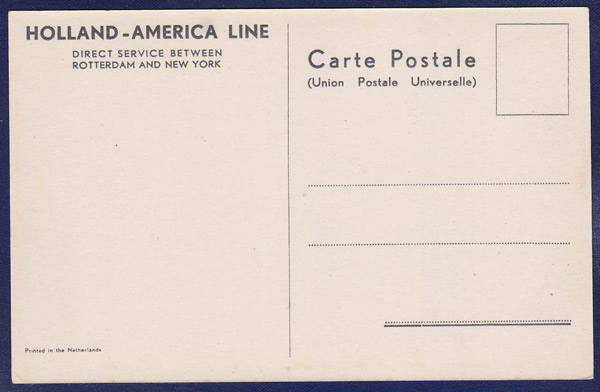 HOLLAND-AMERICA LINE
DIRECT SERVICE BETWEEN
ROTTERDAM AND NEW YORK
Printed in the Netherlands
Carte Postale
(Union Postale Universelle)